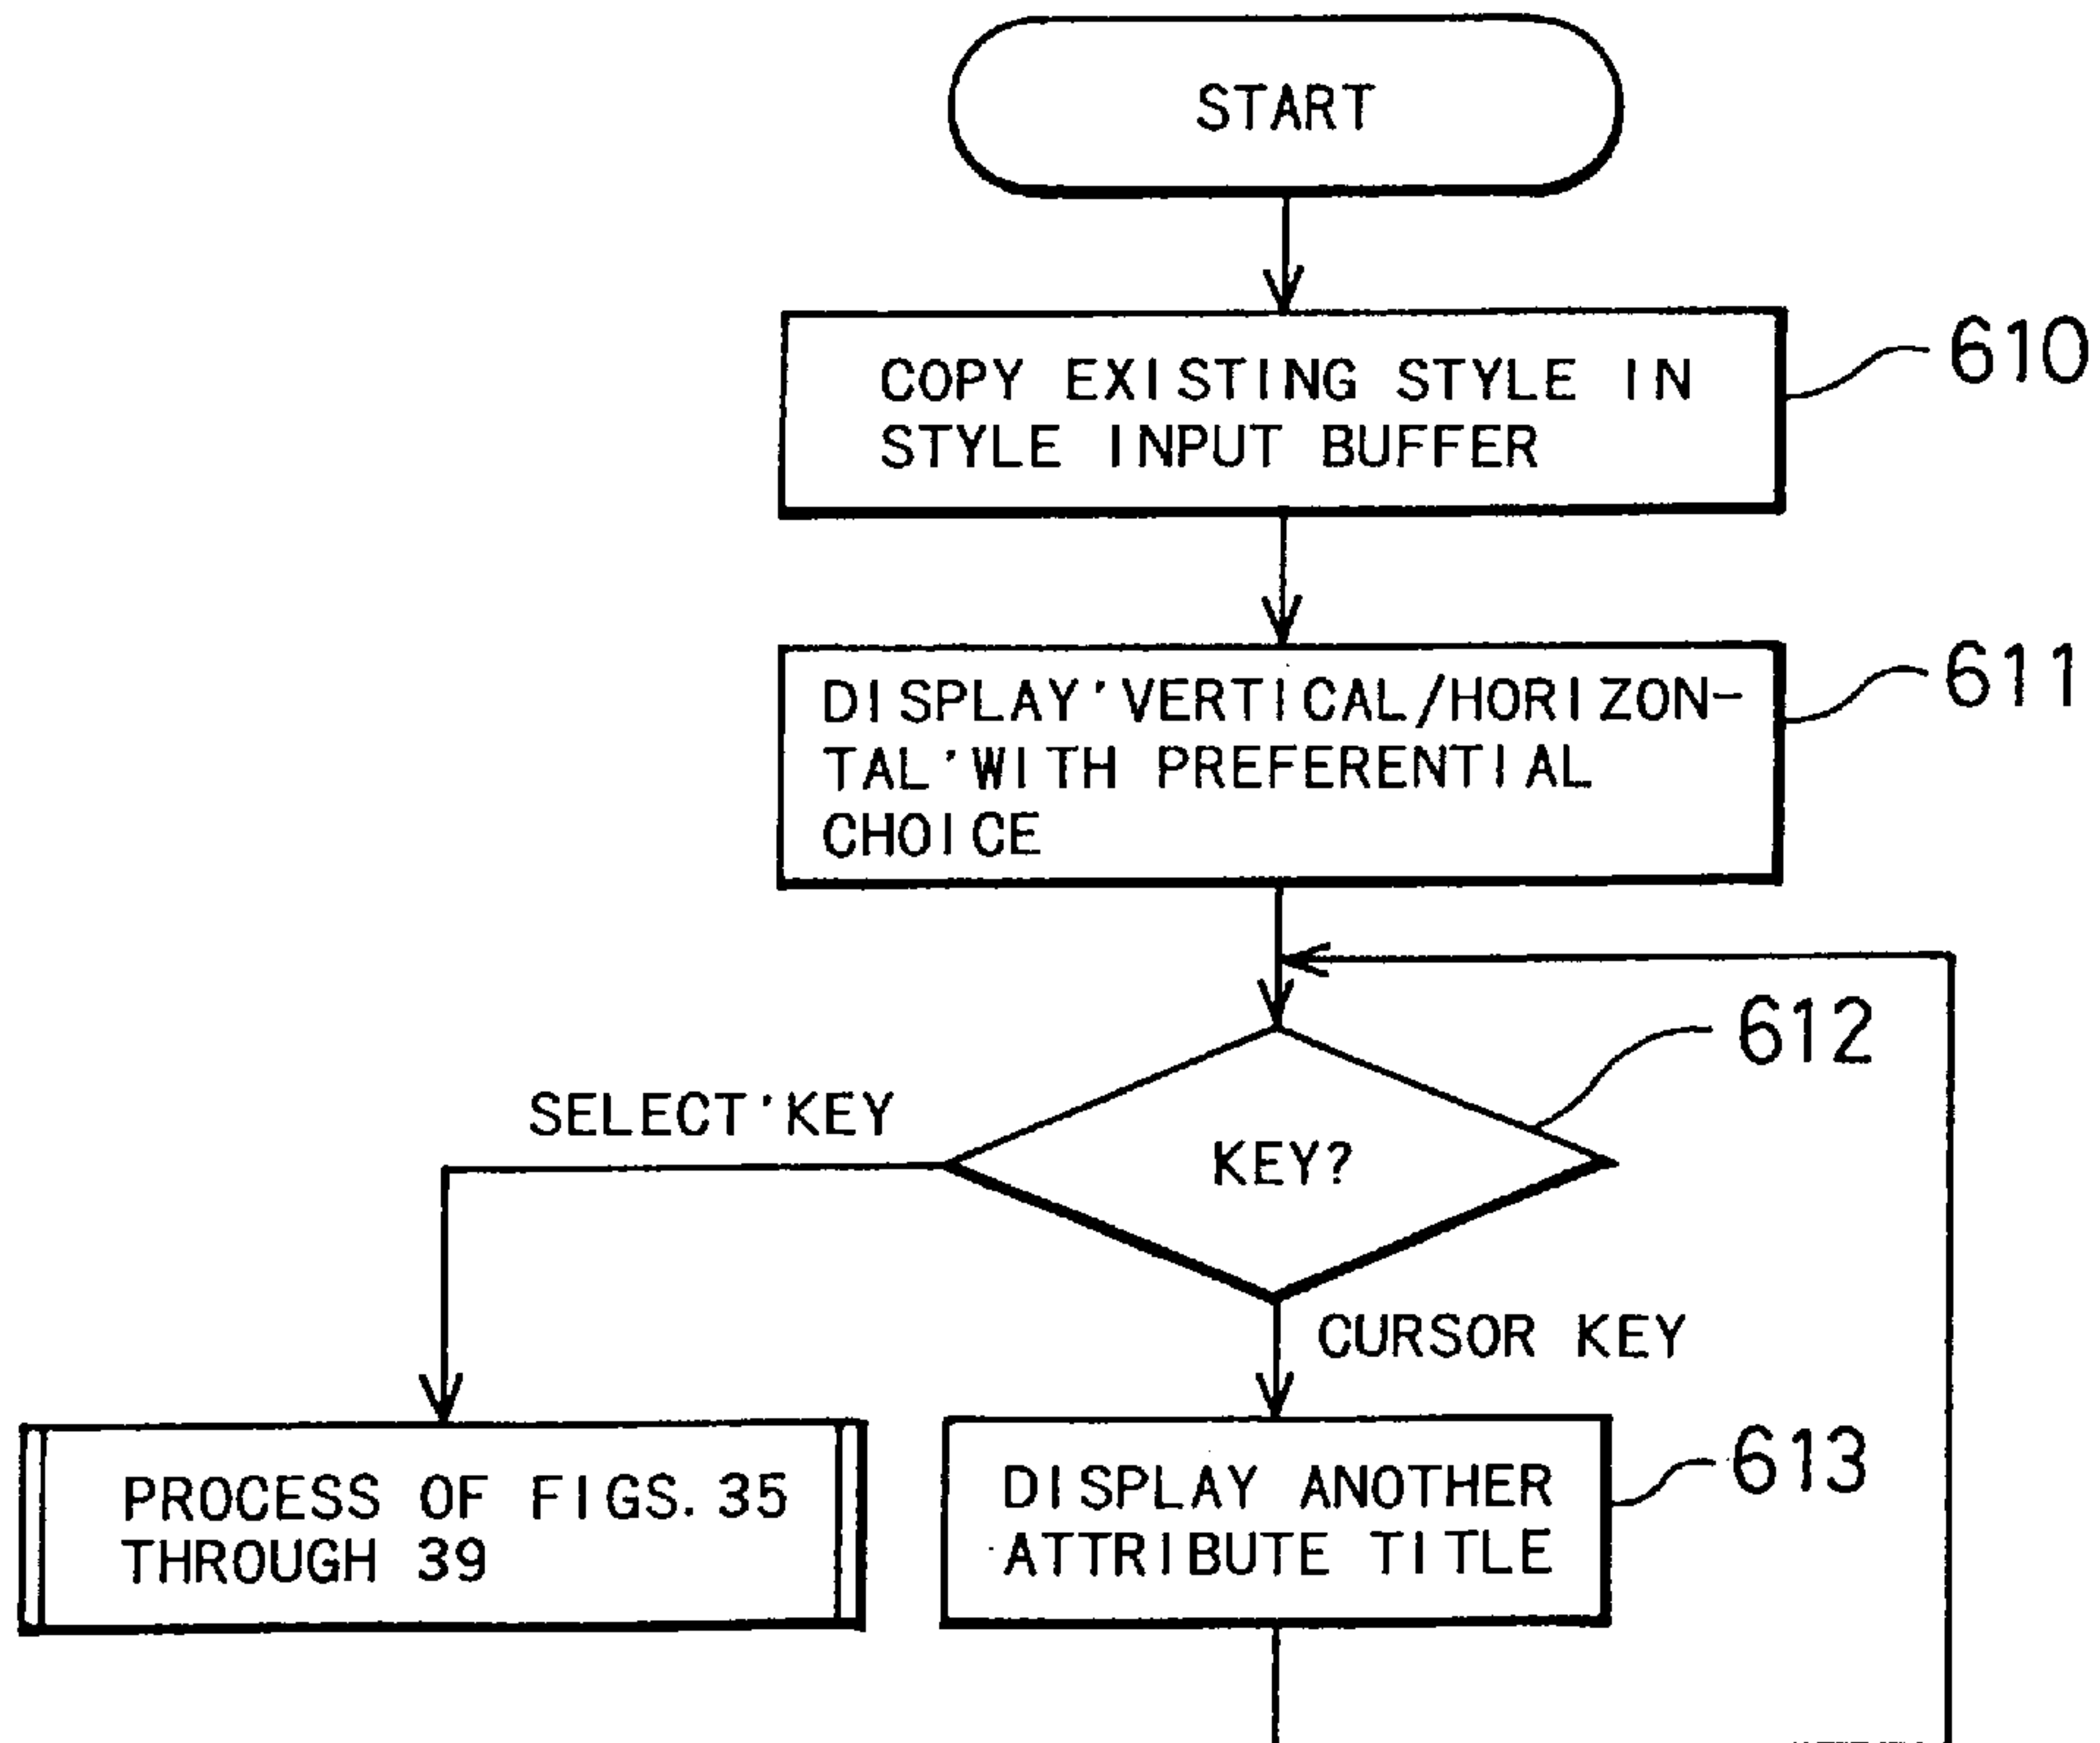 START
COPY EXISTING STYLE IN
STYLE INPUT BUFFER
610
DISPLAY'VERTICAL/HORIZON-
TAL'WITH PREFERENTIAL
CHOICE
611
612
SELECT'KEY
KEY?
CURSOR KEY
PROCESS OF FIGS. 35
THROUGH 39
DISPLAY ANOTHER
ATTRIBUTE TITLE
613